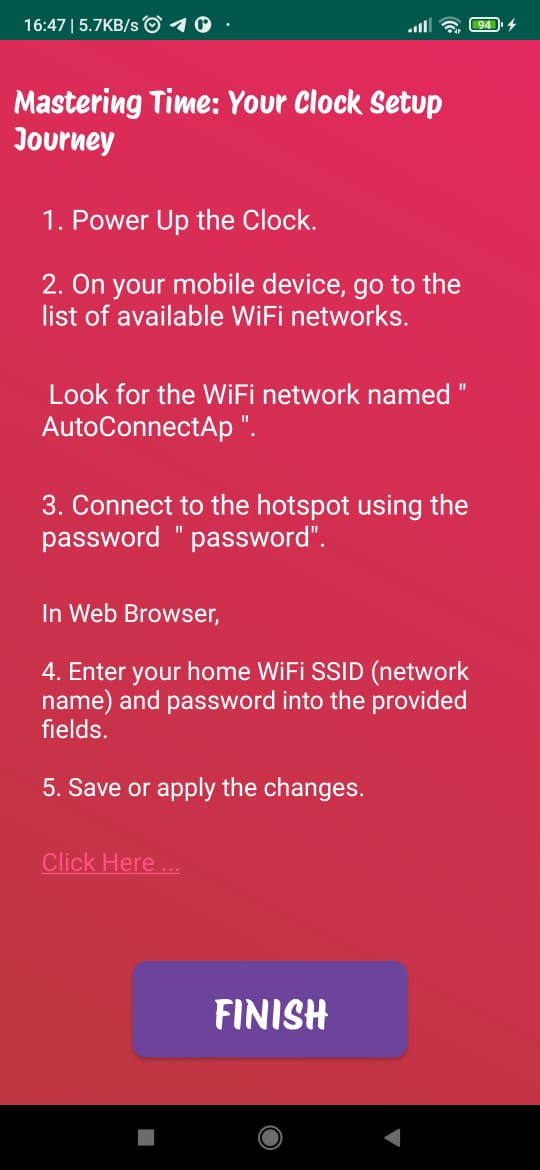 16:47 | 5.7KB/s
94
Mastering Time: Your Clock Setup
Journey
1. Power Up the Clock.
2. On your mobile device, go to the
list of available WiFi networks.
Look for the WiFi network named "
AutoConnectAp ".
3. Connect to the hotspot using the
password  " password".
In Web Browser,
4. Enter your home WiFi SSID (network
name) and password into the provided
fields.
5. Save or apply the changes.
Click Here ...
FINISH